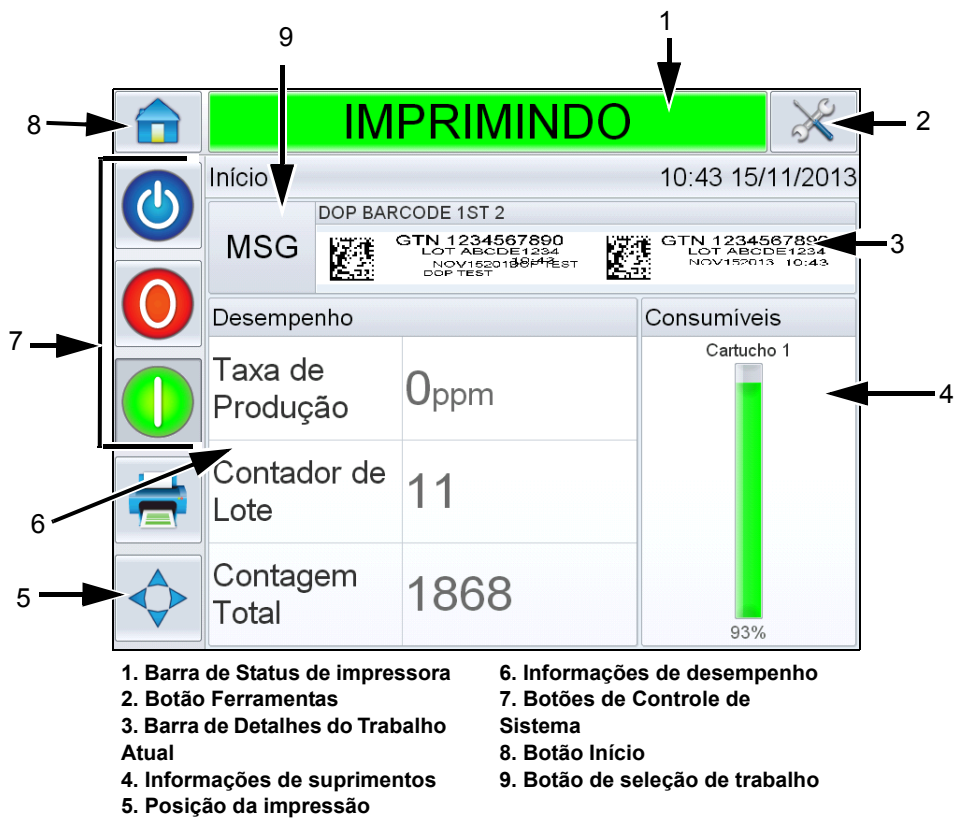 1
9
8
IMPRIMINDO
2
Início
10:43 15/11/2013
DOP BARCODE 1ST 2
MSG
GTN 1234567890
LOT ABCDE1234
DOP TEST
GTN 1234567890
LOT ABCDE1234
NOV152013 10:43
3
7
Desempenho
Consumíveis
Cartucho 1
Taxa de
Produção
0ppm
4
Contador de
Lote
11
6
Contagem
Total
1868
5
93%
1. Barra de Status de impressora
2. Botão Ferramentas
3. Barra de Detalhes do Trabalho
Atual
4. Informações de suprimentos
5. Posição da impressão
6. Informações de desempenho
7. Botões de Controle de
Sistema
8. Botão Início
9. Botão de seleção de trabalho